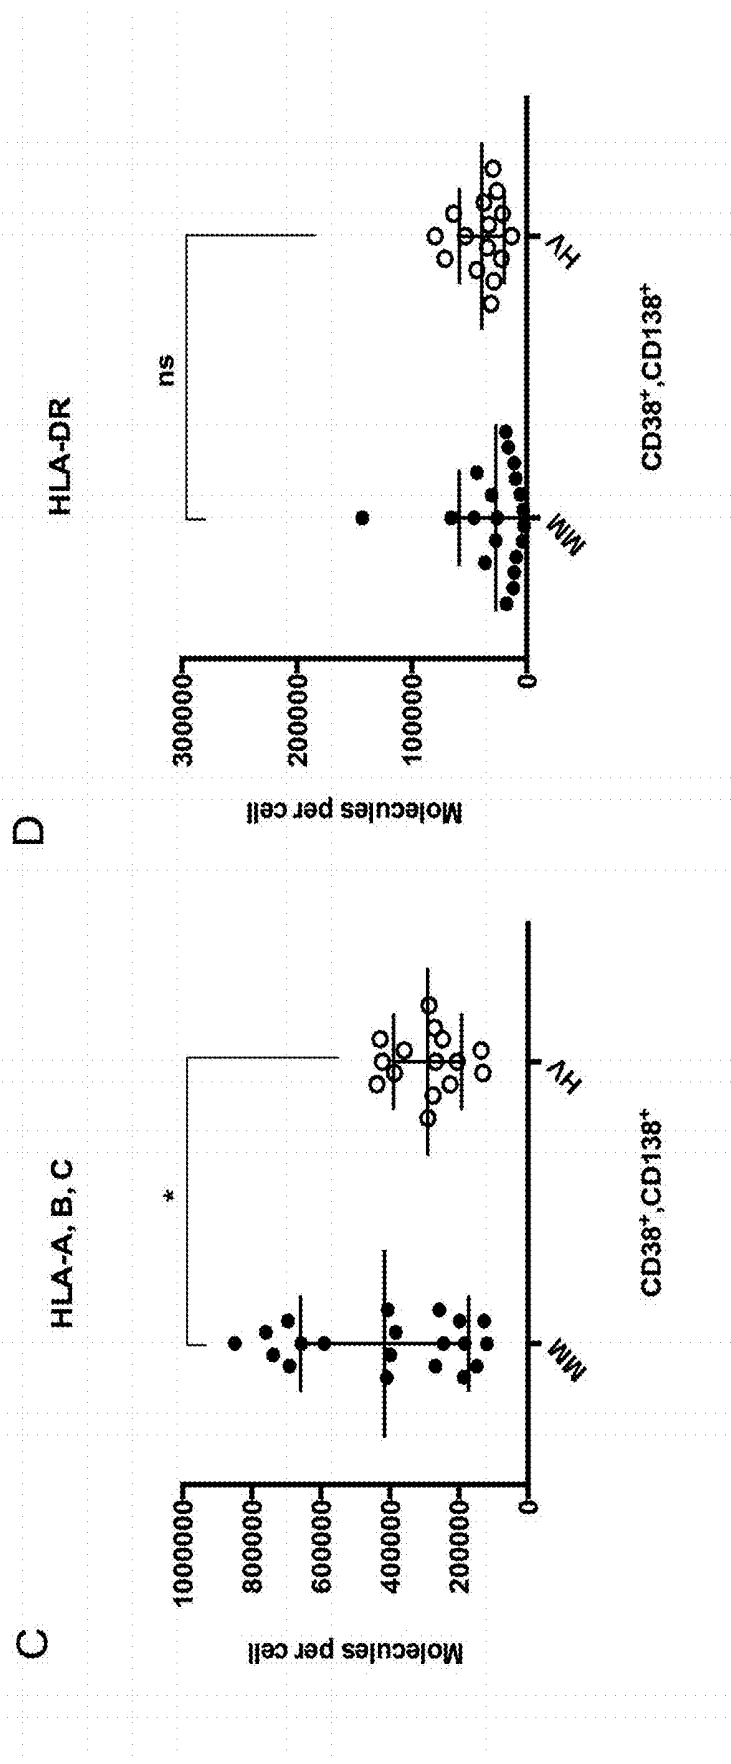 C
HLA-A, B, C
*
Molecules per cell
1000000
800000
600000
400000
200000
0
MM
HV
CD38⁺,CD138⁺
D
HLA-DR
ns
Molecules per cell
300000
200000
100000
0
MM
HV
CD38⁺,CD138⁺